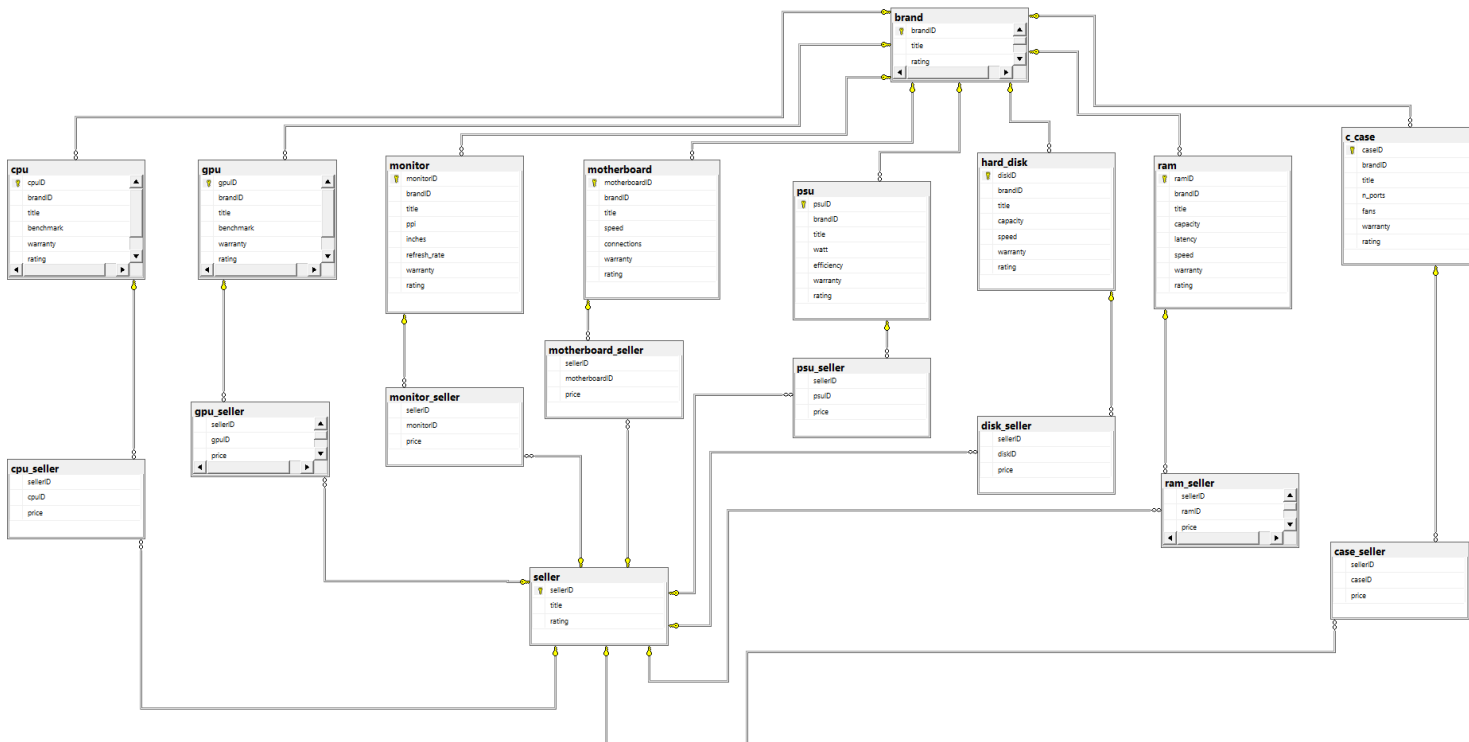 brand
brandID
title
rating
cpu
cpuID
brandID
title
benchmark
warranty
rating
gpu
gpuID
brandID
title
benchmark
warranty
rating
monitor
monitorID
brandID
title
ppi
inches
refresh_rate
warranty
rating
motherboard
motherboardID
brandID
title
speed
connections
warranty
rating
psu
psuID
brandID
title
watt
efficiency
warranty
rating
hard_disk
diskID
brandID
title
capacity
speed
warranty
rating
ram
ramID
brandID
title
capacity
latency
speed
warranty
rating
c_case
caseID
brandID
title
n_ports
fans
warranty
rating
cpu_seller
sellerID
cpuID
price
gpu_seller
sellerID
gpuID
price
monitor_seller
sellerID
monitorID
price
motherboard_seller
sellerID
motherboardID
price
psu_seller
sellerID
psuID
price
disk_seller
sellerID
diskID
price
ram_seller
sellerID
ramID
price
case_seller
sellerID
caseID
price
seller
sellerID
title
rating